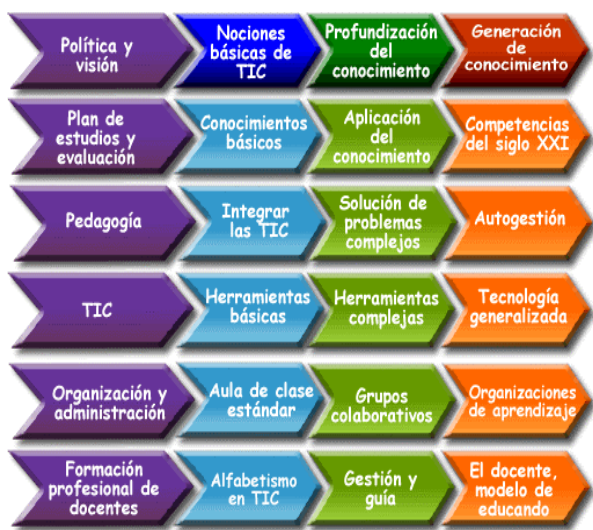 Política y
visión
Nociones
básicas de
TIC
Profundización
del
conocimiento
Generación
de
conocimiento
Plan de
estudios y
evaluación
Conocimientos
básicos
Aplicación
del
conocimiento
Competencias
del siglo XXI
Pedagogía
Integrar
las TIC
Solución de
problemas
complejos
Autogestión
TIC
Herramientas
básicas
Herramientas
complejas
Tecnología
generalizada
Organización y
administración
Aula de clase
estándar
Grupos
colaborativos
Organizaciones
de aprendizaje
Formación
profesional de
docentes
Alfabetismo
en TIC
Gestión y
guía
El docente,
modelo de
educando